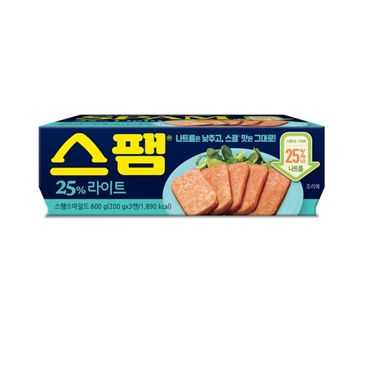 스팸®
나트륨은 낮추고, 스팸 맛은 그대로!
25%
나트륨
25% 라이트
스팸®마일드 600 g(200 gx3캔/1,890 kcal)
조리예